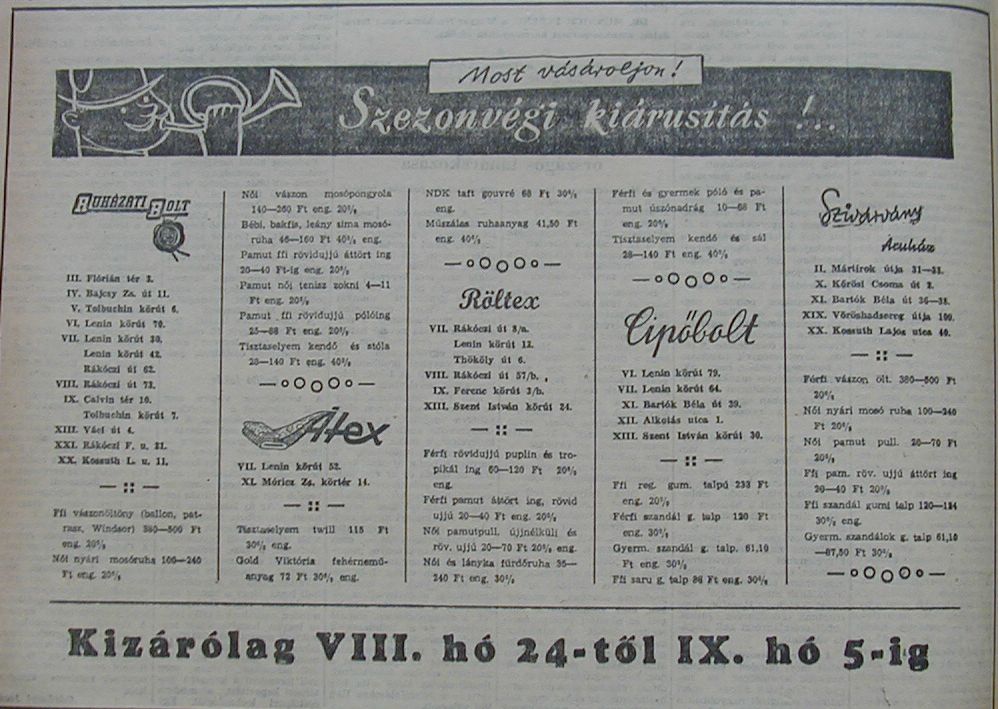 Most vásároljon!
Szezonvégi kiárusítás !..
RUHÁZATI BOLT
III. Flórián tér 3.
IV. Bajcsy Zs. út 11.
V. Tolbuchin körút 6.
VI. Lenin körút 70.
VII. Lenin körút 30.
Lenin körút 42.
Rákóczi út 62.
VIII. Rákóczi út 73.
IX. Calvin tér 10.
Tolbuchin körút 7.
XIII. Váci út 4.
XXI. Rákóczi F. u. 31.
XX. Kossuth L. u. 11.
Ffi vászonöltöny (ballon, pat-
rasz, Windsor) 380—500 Ft
eng. 20%
Női nyári mosóruha 100—240
Ft eng. 20%
Női vászon mosópongyola
140—260 Ft eng. 20%
Bébi, bakfis, leány sima mosó-
ruha 46—160 Ft 40% eng.
Pamut ffi rövidujjú áttört ing
20—40 Ft-ig eng. 20%
Pamut női tenisz zokni 4—11
Ft eng. 20%
Pamut ffi rövidujjú pólóing
25—68 Ft eng. 20%
Tisztaselyem kendő és stóla
28—140 Ft eng. 40%
Átex
VII. Lenin körút 52.
XI. Móricz Zs. körtér 14.
Tisztaselyem twill 115 Ft
30% eng.
Gold Viktória fehérnemű-
anyag 72 Ft 30% eng.
NDK taft gouvré 68 Ft 30%
eng.
Műszálas ruhaanyag 41,50 Ft
eng. 40%
Röltex
VII. Rákóczi út 8/a.
Lenin körút 12.
Thököly út 6.
VIII. Rákóczi út 57/b.
IX. Ferenc körút 3/b.
XIII. Szent István körút 24.
Férfi rövidujjú puplin és tro-
pikál ing 60—120 Ft 20%
eng.
Férfi pamut áttört ing, rövid
ujjú 20—40 Ft eng. 20%
Női pamutpull. újjnélküli és
röv. ujjú 20—70 Ft 20% eng.
Női és lányka fürdőruha 35—
240 Ft eng. 30%
Férfi és gyermek póló és pa-
mut úszónadrág 10—68 Ft
eng. 20%
Tisztaselyem kendő és sál
28—140 Ft eng. 40%
Cipőbolt
VI. Lenin körút 79.
VII. Lenin körút 64.
XI. Bartók Béla út 39.
XII. Alkotás utca 1.
XIII. Szent István körút 30.
Ffi reg. gum. talpú 233 Ft
eng. 20%
Férfi szandál g. talp 120 Ft
eng. 30%
Gyerm. szandál g. talp. 61,10
Ft eng. 30%
Ffi saru g. talp 86 Ft eng. 30%
Szivárvány
Áruház
II. Mártírok útja 31—33.
X. Kőrösi Csoma út 2.
XI. Bartók Béla út 36—38.
XIX. Vöröshadsereg útja 109.
XX. Kossuth Lajos utca 40.
Férfi vászon ölt. 380—500 Ft
20%
Női nyári mosó ruha 100—240
Ft 20%
Női pamut pull. 20—70 Ft
20%
Ffi pam. röv. ujjú áttört ing
20—40 Ft 20%
Ffi szandál gumi talp 120—134
30% eng.
Gyerm. szandálok g. talp 61,10
—87,50 Ft 30%
Kizárólag VIII. hó 24-től IX. hó 5-ig